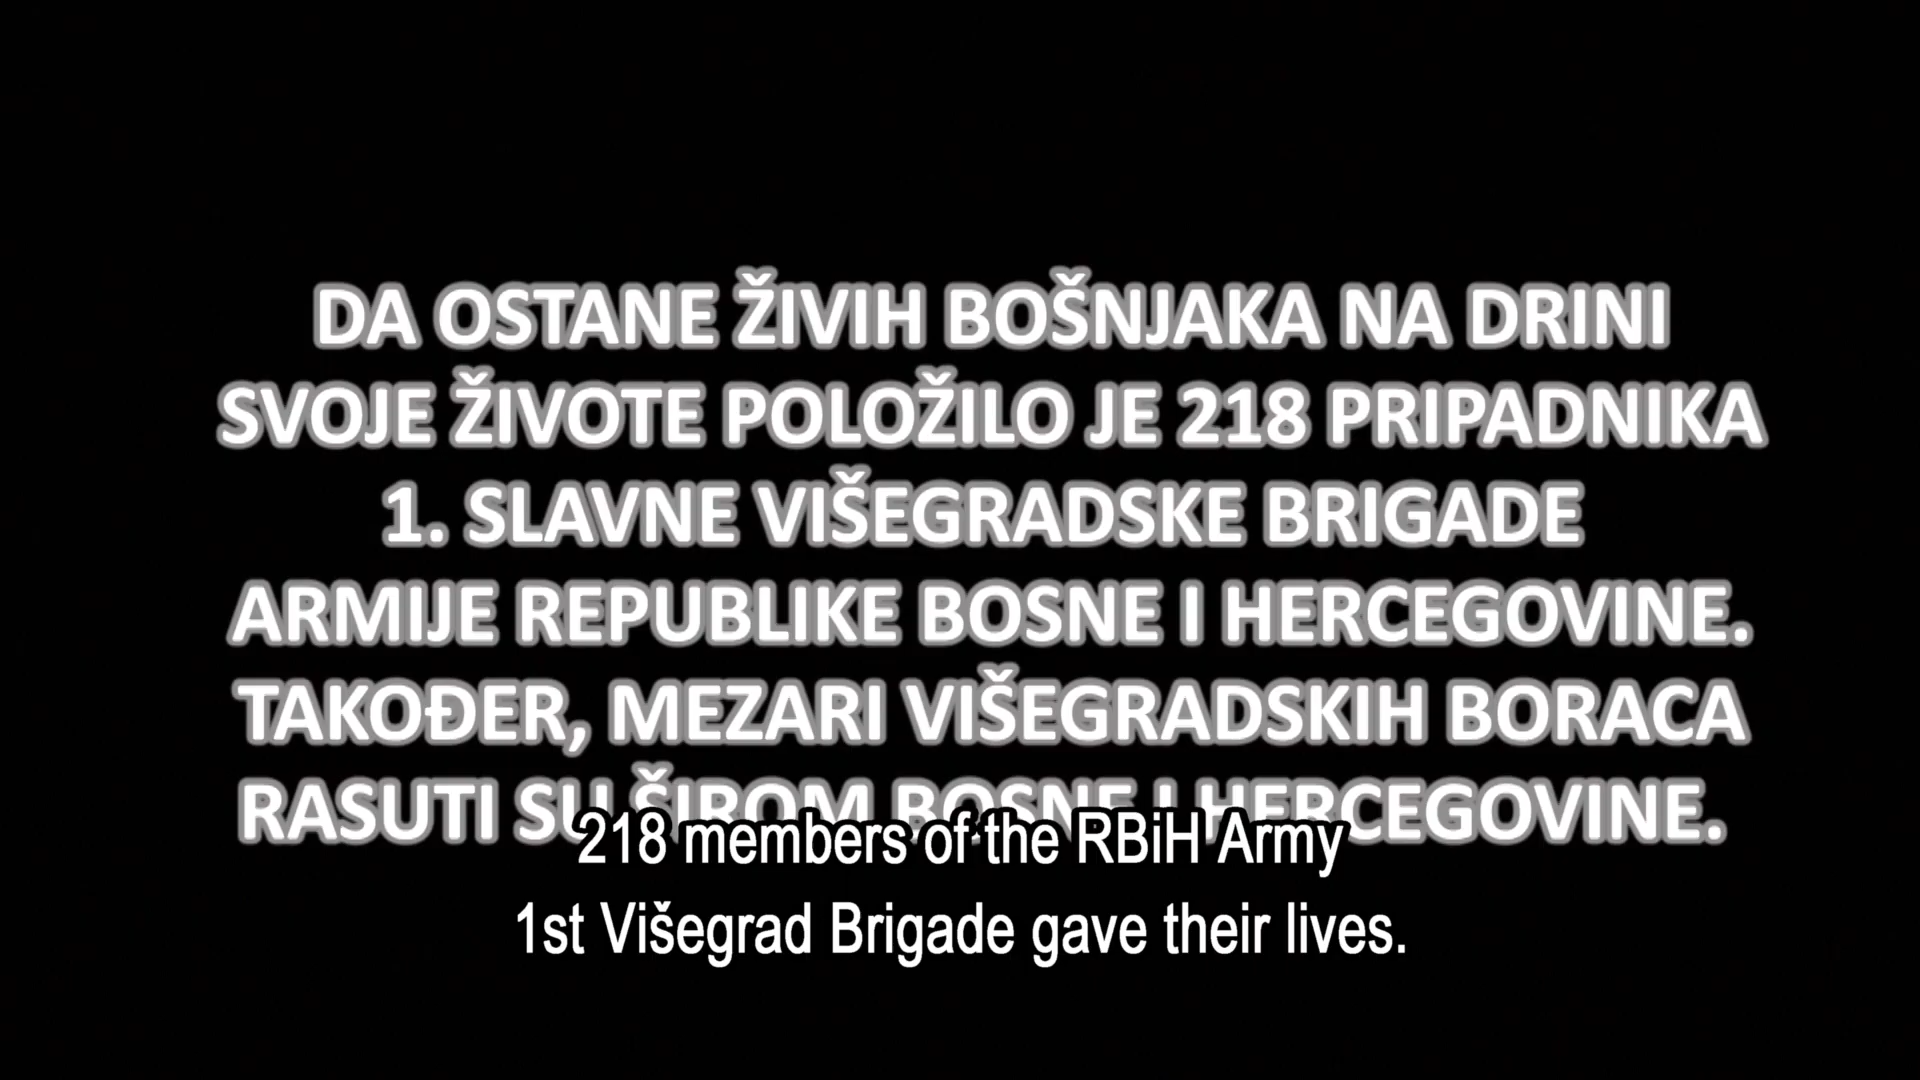 DA OSTANE ŽIVIH BOŠNJAKA NA DRINI
SVOJE ŽIVOTE POLOŽILO JE 218 PRIPADNIKA
1. SLAVNE VIŠEGRADSKE BRIGADE
ARMIJE REPUBLIKE BOSNE I HERCEGOVINE.
TAKOĐER, MEZARI VIŠEGRADSKIH BORACA
RASUTI SU ŠIROM BOSNE I HERCEGOVINE.
218 members of the RBiH Army
1st Višegrad Brigade gave their lives.